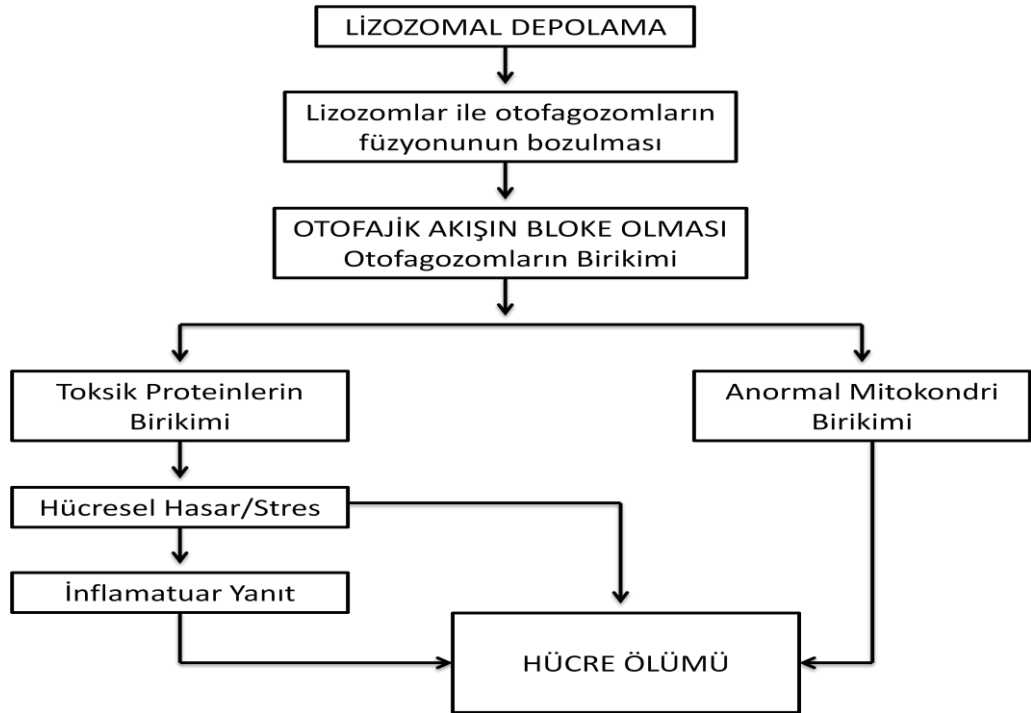 LİZOZOMAL DEPOLAMA
Lizozomlar ile otofagozomların
füzyonunun bozulması
OTOFAJİK AKIŞIN BLOKE OLMASI
Otofagozomların Birikimi
Toksik Proteinlerin
Birikimi
Anormal Mitokondri
Birikimi
Hücresel Hasar/Stres
İnflamatuar Yanıt
HÜCRE ÖLÜMÜ